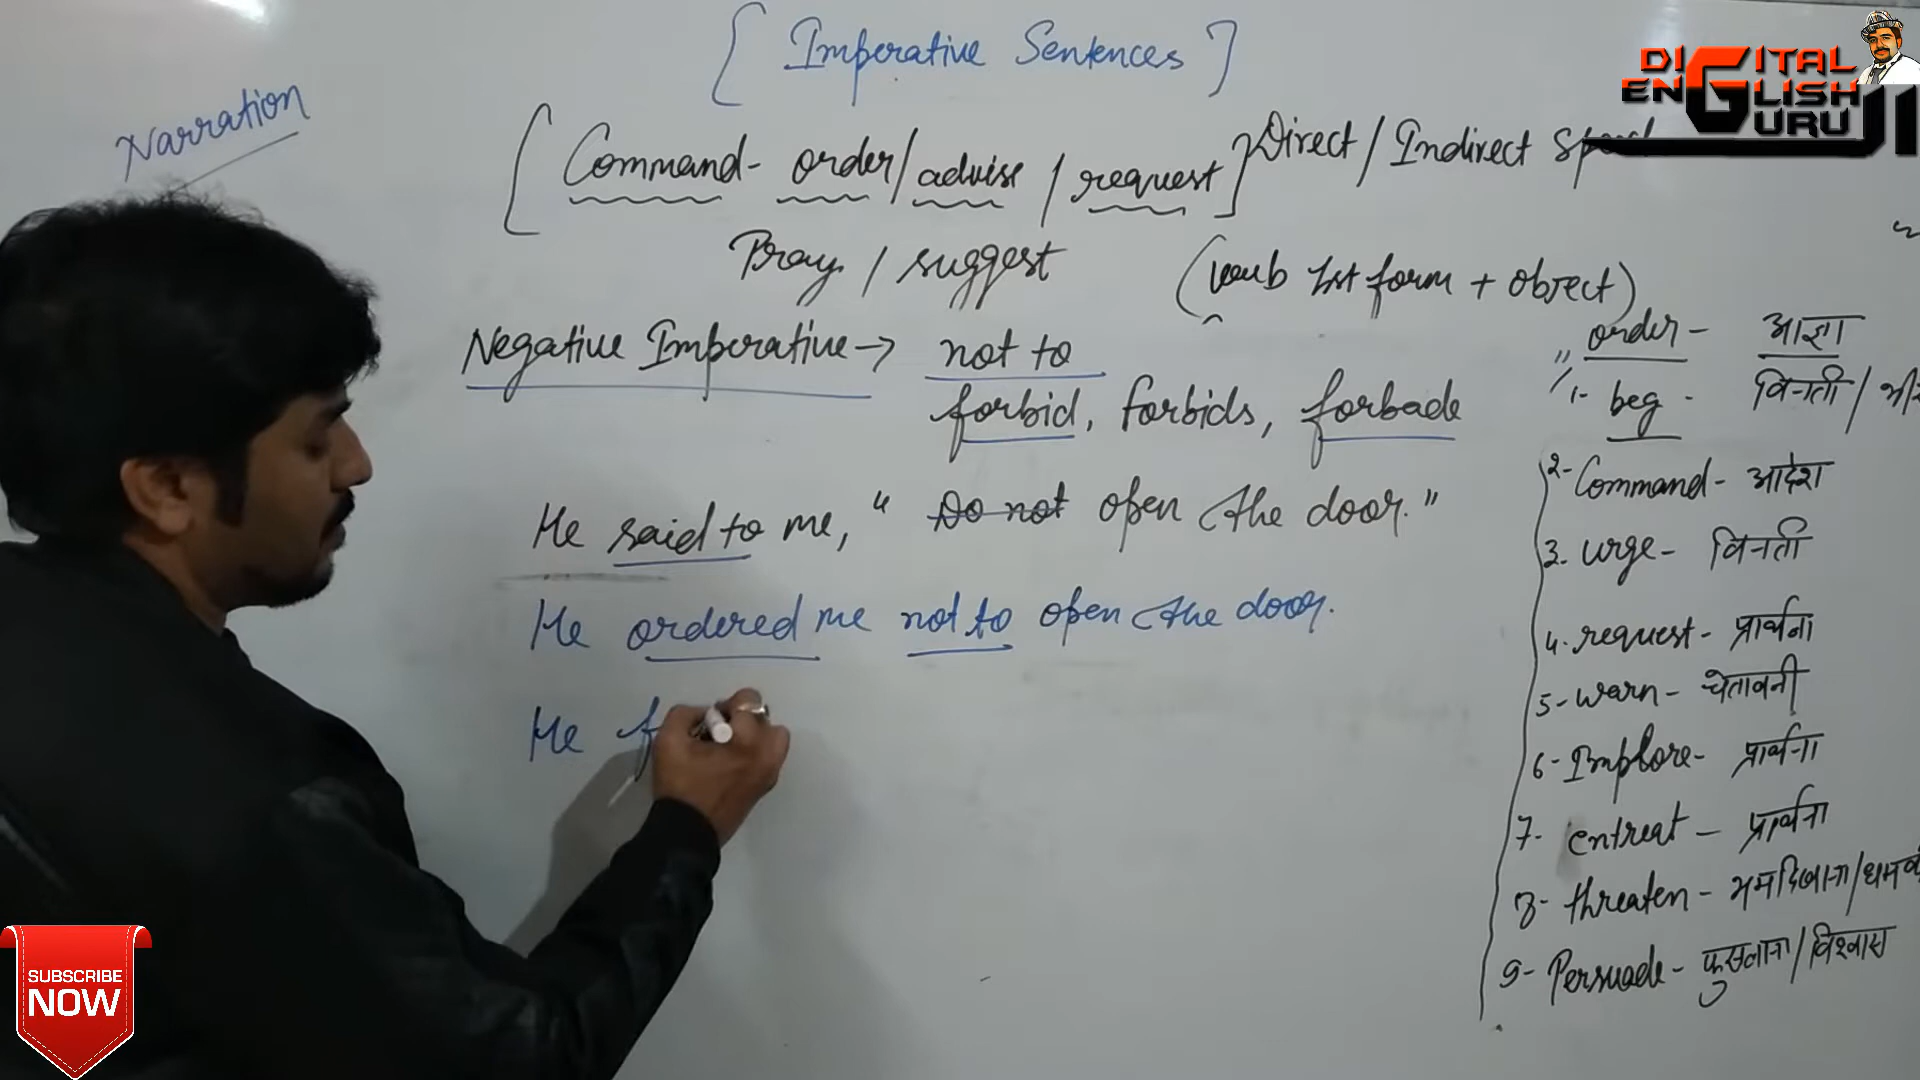 [ Imperative Sentences ]
Narration
[ Command - order / advise / request ] Direct / Indirect
Pray / suggest
(verb Ist form + object)
Negative Imperative → not to
forbid, forbids, forbade
He said to me, " Do not open the door."
He ordered me not to open the door.
He f
order - आज्ञा
1- beg - विनती /
2- Command - आदेश
3. urge - विनती
4. request - प्रार्थना
5- warn - चेतावनी
6- Implore - प्रार्थना
7- entreat - प्रार्थना
8- threaten -
9- Persuade - फुसलाना / विश्वास
DIGITAL
ENGLISH
GURUJI
SUBSCRIBE
NOW